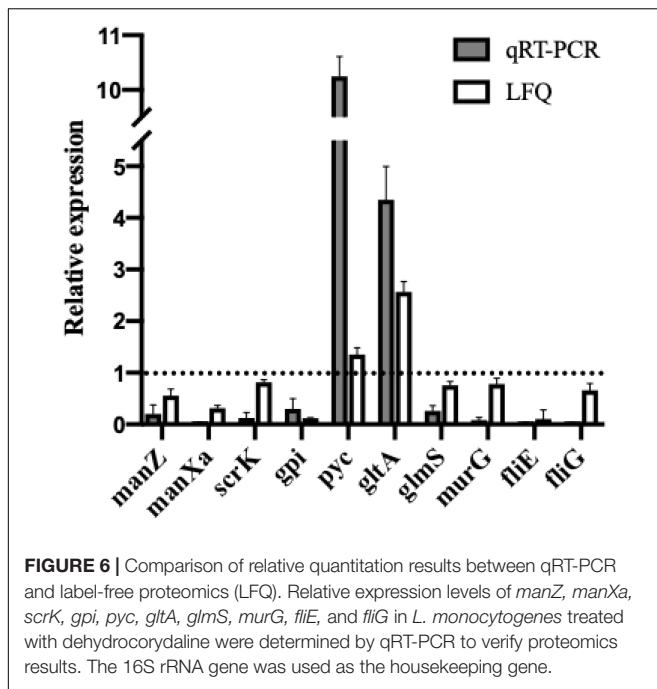 11
10
5
4
3
2
1
0
Relative expression
qRT-PCR
LFQ
manZ
manXa
scrK
gpi
pyc
gltA
glmS
murG
fliE
fliG
FIGURE 6 | Comparison of relative quantitation results between qRT-PCR
and label-free proteomics (LFQ). Relative expression levels of manZ, manXa,
scrK, gpi, pyc, gltA, glmS, murG, fliE, and fliG in L. monocytogenes treated
with dehydrocorydaline were determined by qRT-PCR to verify proteomics
results. The 16S rRNA gene was used as the housekeeping gene.